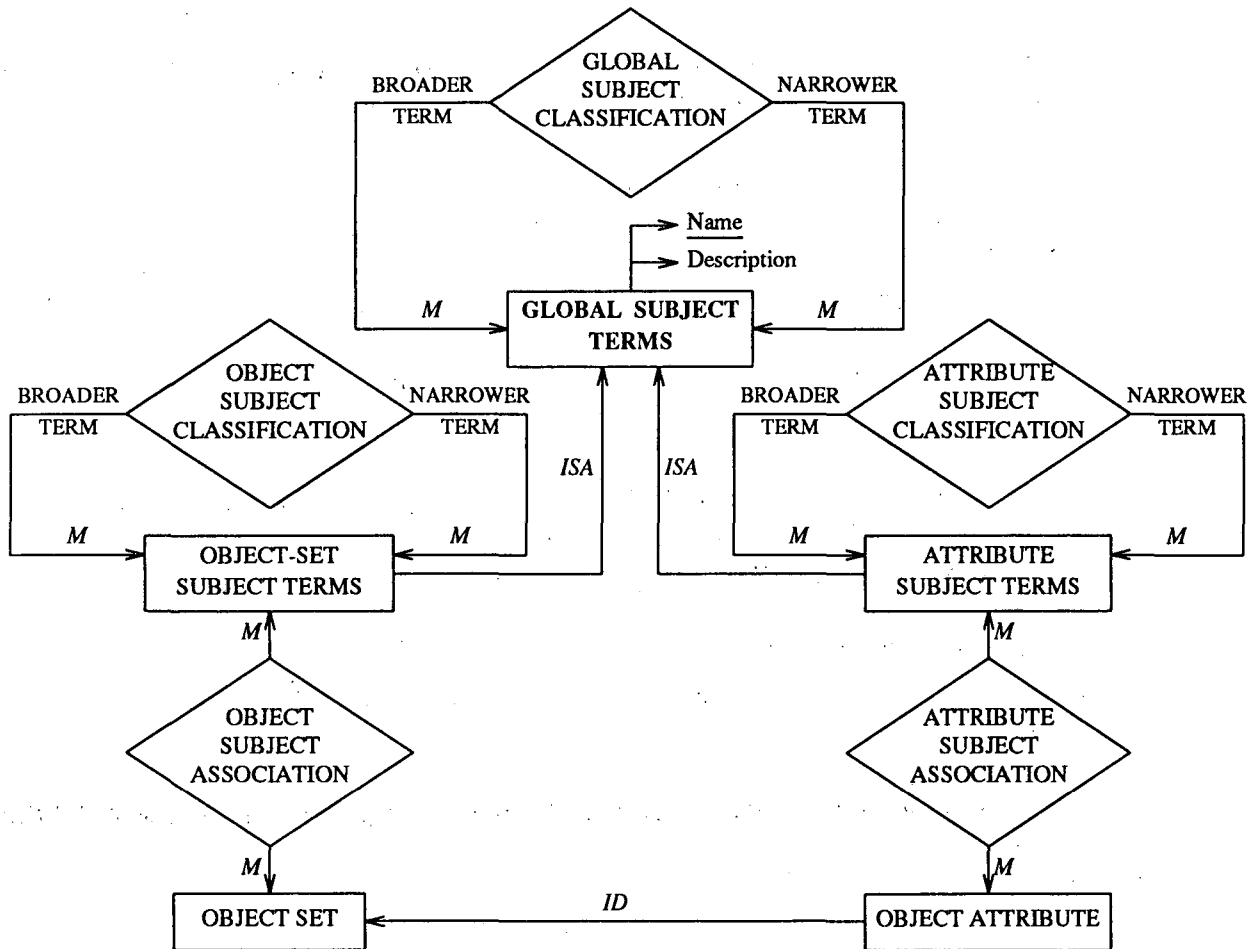 GLOBAL
SUBJECT
CLASSIFICATION
BROADER
TERM
NARROWER
TERM
Name
Description
M
GLOBAL SUBJECT
TERMS
M
OBJECT
SUBJECT
CLASSIFICATION
BROADER
TERM
NARROWER
TERM
ATTRIBUTE
SUBJECT
CLASSIFICATION
BROADER
TERM
NARROWER
TERM
ISA
ISA
M
M
OBJECT-SET
SUBJECT TERMS
M
M
ATTRIBUTE
SUBJECT TERMS
M
M
OBJECT
SUBJECT
ASSOCIATION
ATTRIBUTE
SUBJECT
ASSOCIATION
M
M
OBJECT SET
ID
OBJECT ATTRIBUTE